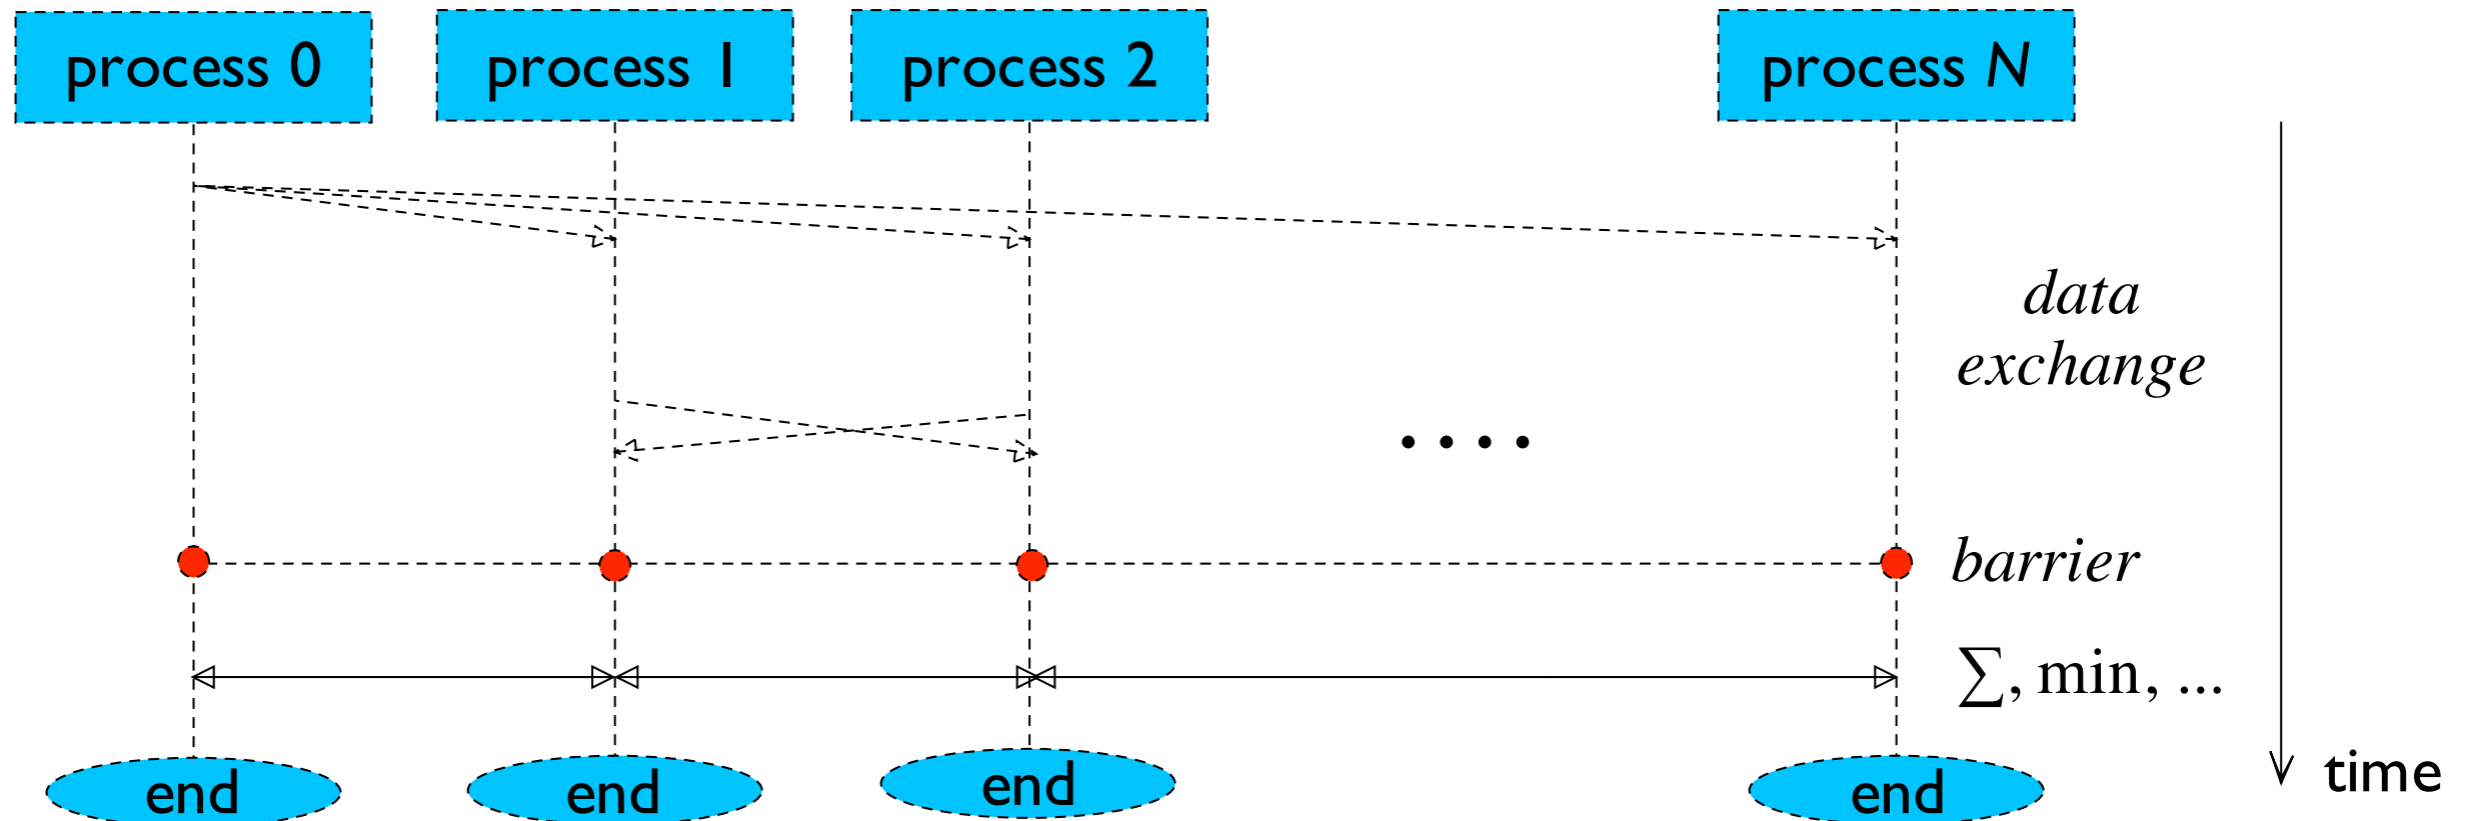 process 0
process 1
process 2
process N
data
exchange
....
barrier
∑, min, ...
end
end
end
end
time